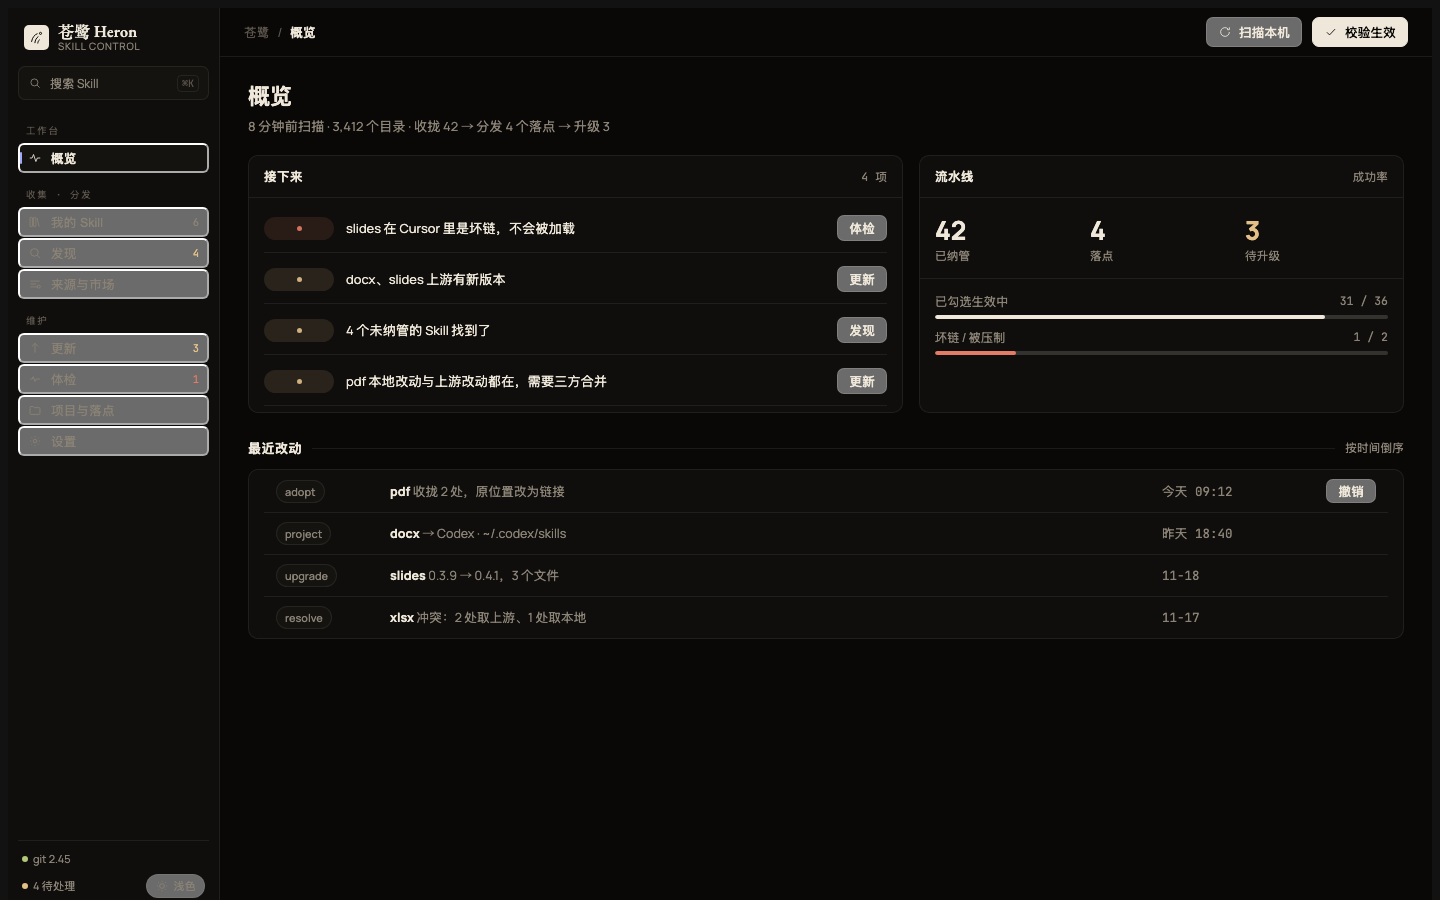 苍鹭 Heron
SKILL CONTROL
搜索 Skill ⌘K
工作台
概览
收集 · 分发
我的 Skill 6
发现 4
来源与市场
维护
更新 3
体检 1
项目与落点
设置
git 2.45
4 待处理 浅色
苍鹭 / 概览
扫描本机 校验生效
概览
8 分钟前扫描 · 3,412 个目录 · 收拢 42 → 分发 4 个落点 → 升级 3
接下来 4 项
slides 在 Cursor 里是坏链，不会被加载 体检
docx、slides 上游有新版本 更新
4 个未纳管的 Skill 找到了 发现
pdf 本地改动与上游改动都在，需要三方合并 更新
流水线 成功率
42 4 3
已纳管 落点 待升级
已勾选生效中 31 / 36
坏链 / 被压制 1 / 2
最近改动 按时间倒序
adopt pdf 收拢 2 处，原位置改为链接 今天 09:12 撤销
project docx → Codex · ~/.codex/skills 昨天 18:40
upgrade slides 0.3.9 → 0.4.1，3 个文件 11-18
resolve xlsx 冲突：2 处取上游、1 处取本地 11-17